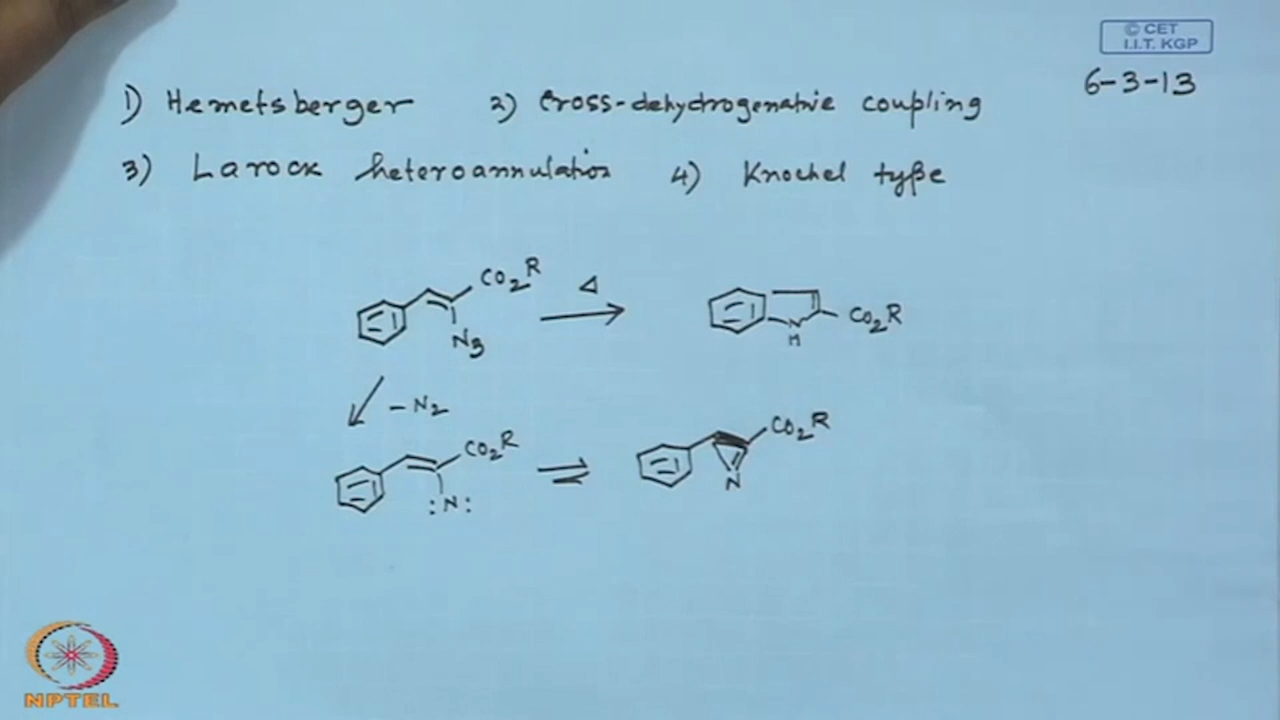 © CET
I.I.T. KGP
6-3-13
1) Hemetsberger 2) Cross-dehydrogenative coupling
3) Larock heteroannulation 4) Knochel type
CO2R
Δ
N3
N
H
CO2R
-N2
CO2R
:N:
CO2R
N
NPTEL